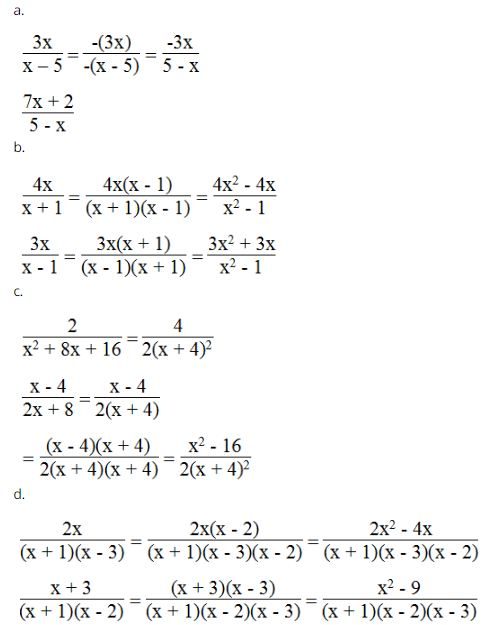 a.
3x/(x – 5) = -(3x)/-(x - 5) = -3x/(5 - x)
(7x + 2)/(5 - x)
b.
4x/(x + 1) = 4x(x - 1)/((x + 1)(x - 1)) = (4x² - 4x)/(x² - 1)
3x/(x - 1) = 3x(x + 1)/((x - 1)(x + 1)) = (3x² + 3x)/(x² - 1)
c.
2/(x² + 8x + 16) = 4/(2(x + 4)²)
(x - 4)/(2x + 8) = (x - 4)/(2(x + 4))
= (x - 4)(x + 4)/(2(x + 4)(x + 4)) = (x² - 16)/(2(x + 4)²)
d.
2x/((x + 1)(x - 3)) = 2x(x - 2)/((x + 1)(x - 3)(x - 2)) = (2x² - 4x)/((x + 1)(x - 3)(x - 2))
(x + 3)/((x + 1)(x - 2)) = (x + 3)(x - 3)/((x + 1)(x - 2)(x - 3)) = (x² - 9)/((x + 1)(x - 2)(x - 3))